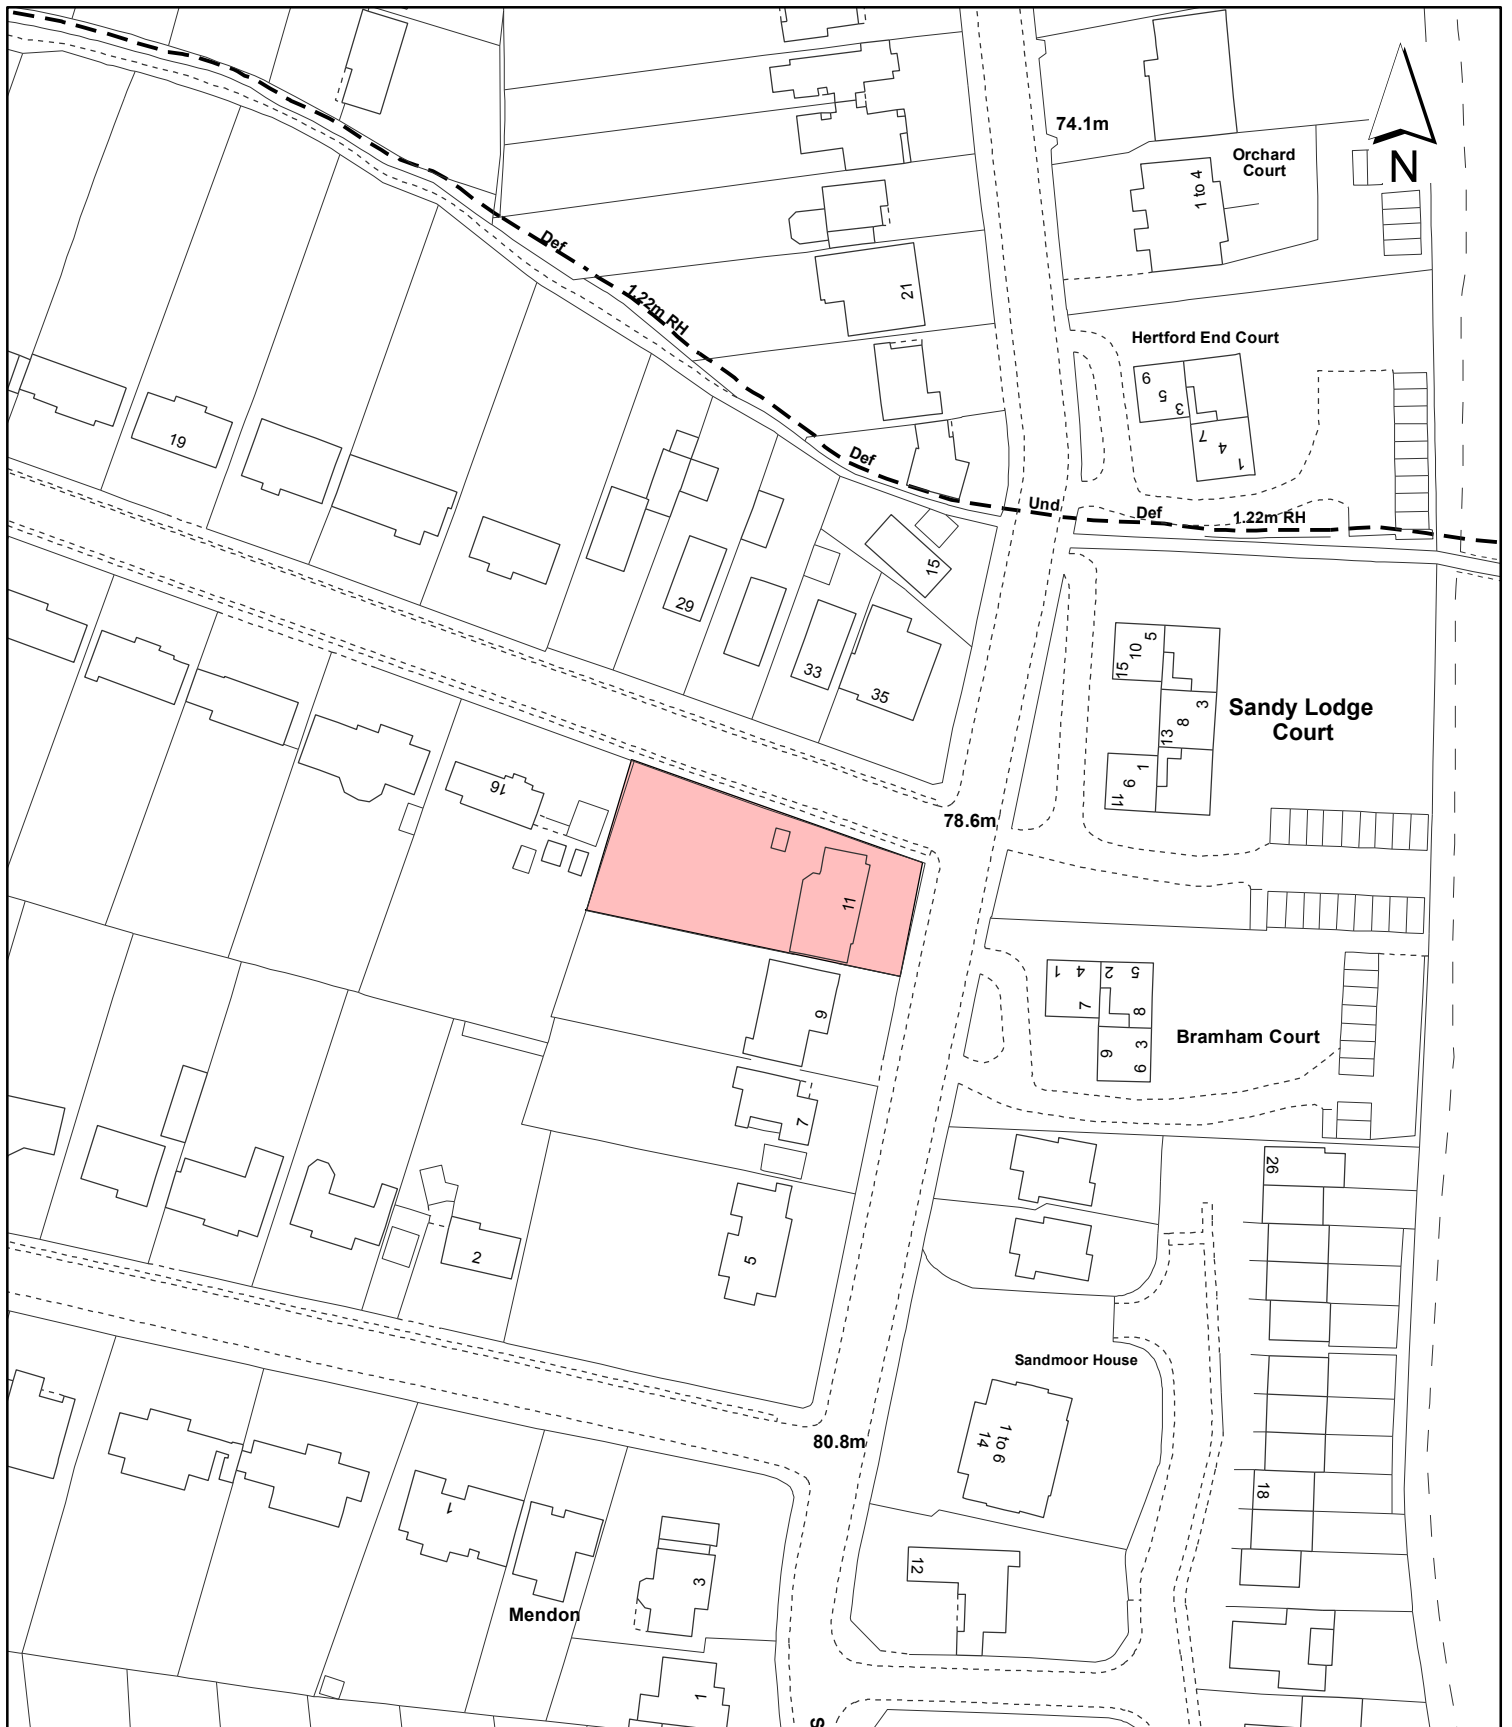 74.1m
Orchard
Court
N
1 to 4
Def
1.22m RH
21
Hertford End Court
9
5
3
7
4
1
19
Def
Und
Def
1.22m RH
15
29
33
35
5
10
15
3
8
13
1
6
11
Sandy Lodge
Court
16
78.6m
11
1
4
2
5
7
8
9
3
6
Bramham Court
9
7
26
5
2
Sandmoor House
1 to 6
14
80.8m
18
1
12
3
Mendon
1
S